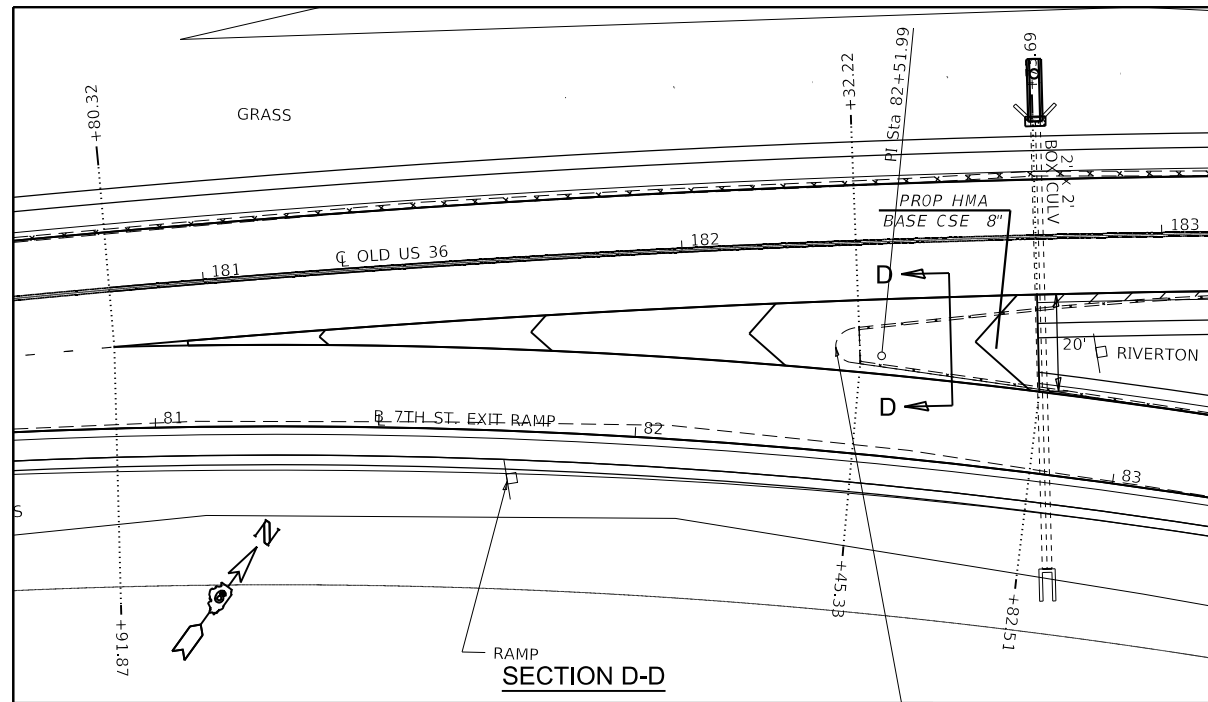 GRASS
+80.32
+32.22
PI Sta 82+51.99
69.
2' X 2'
BOX CULV
PROP HMA
BASE CSE 8"
181
℄ OLD US 36
182
183
D
D
20'
RIVERTON
81
B 7TH ST. EXIT RAMP
82
83
S
N
+91.87
+45.33
+82.51
RAMP
SECTION D-D